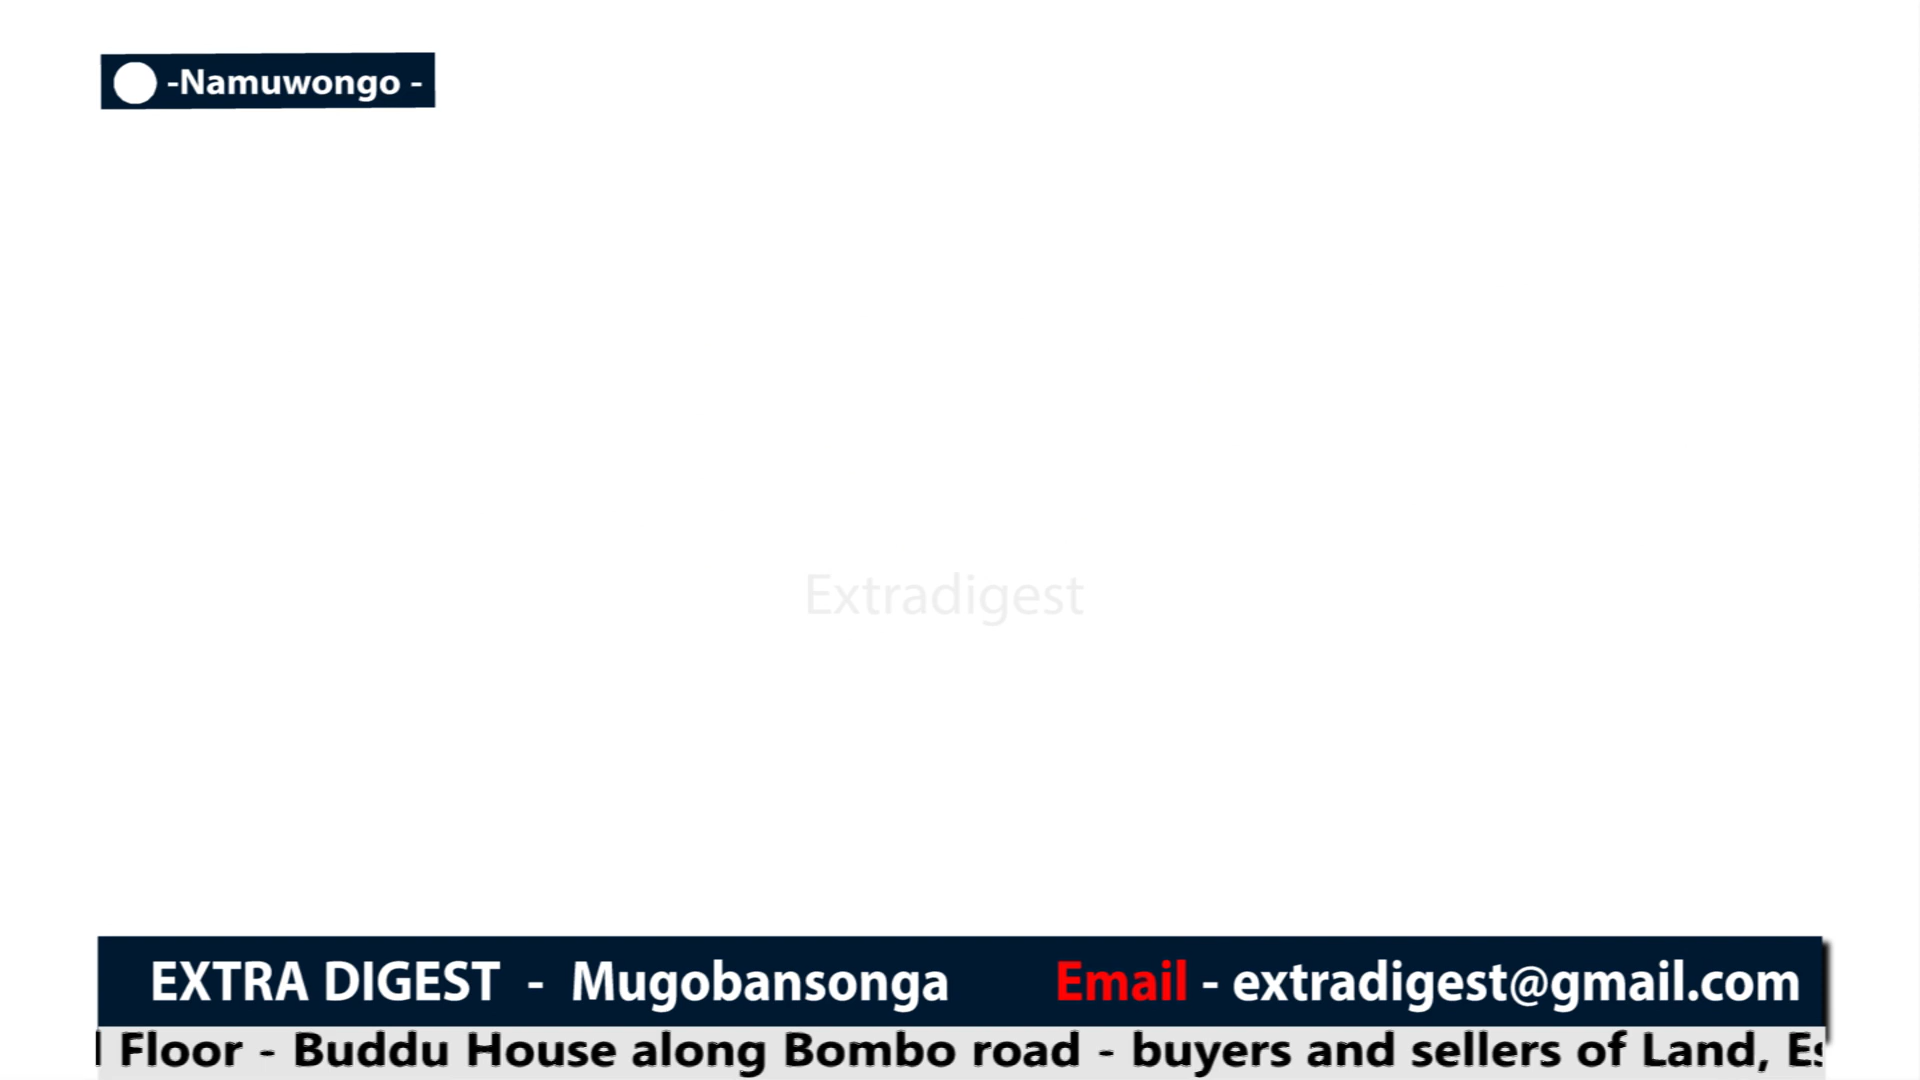 -Namuwongo -
Extradigest
EXTRA DIGEST - Mugobansonga Email - extradigest@gmail.com
Floor - Buddu House along Bombo road - buyers and sellers of Land,